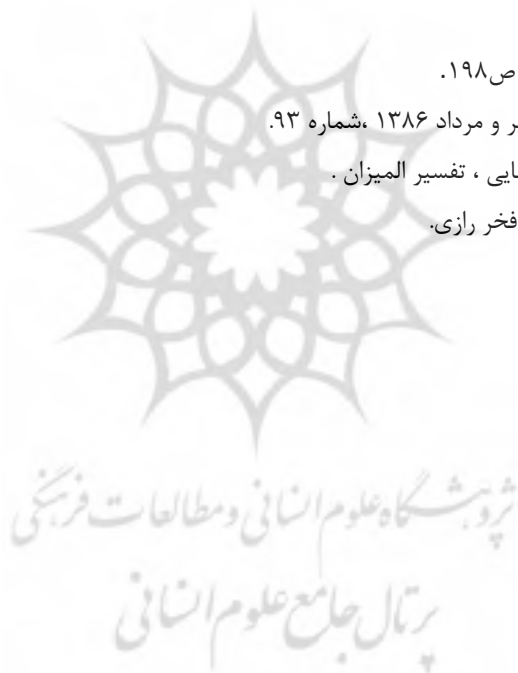 ص۱۹۸.
ر و مرداد ۱۳۸۶ ،شماره ۹۳.
ایی ، تفسیر المیزان .
فخر رازی.
پژوهشگاه علوم انسانی و مطالعات فرهنگی
پرتال جامع علوم انسانی